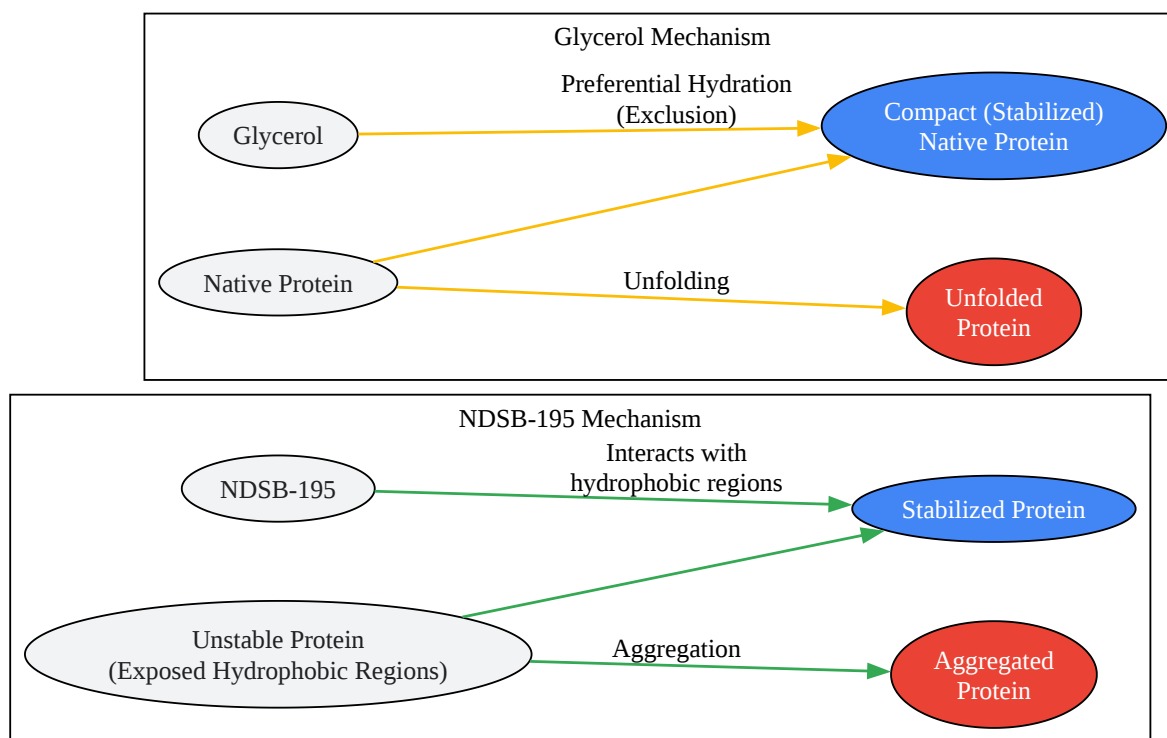 Glycerol Mechanism
Preferential Hydration
(Exclusion)
Glycerol
Compact (Stabilized)
Native Protein
Native Protein
Unfolding
Unfolded
Protein
NDSB-195 Mechanism
Interacts with
hydrophobic regions
NDSB-195
Stabilized Protein
Unstable Protein
(Exposed Hydrophobic Regions)
Aggregation
Aggregated
Protein